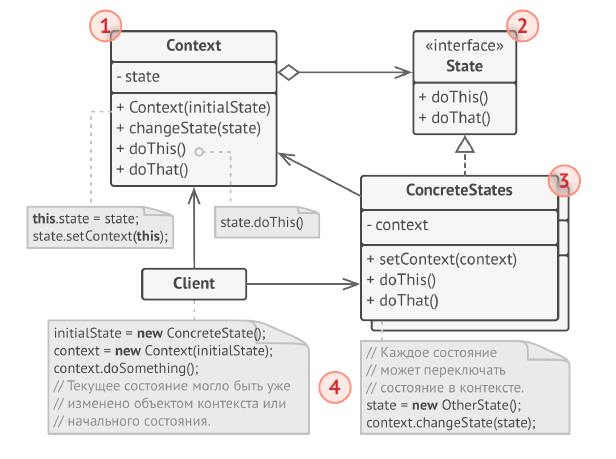 1
Context
- state
+ Context(initialState)
+ changeState(state)
+ doThis()
+ doThat()
2
«interface»
State
+ doThis()
+ doThat()
this.state = state;
state.setContext(this);
state.doThis()
3
ConcreteStates
- context
+ setContext(context)
+ doThis()
+ doThat()
Client
initialState = new ConcreteState();
context = new Context(initialState);
context.doSomething();
// Текущее состояние могло быть уже
// изменено объектом контекста или
// начального состояния.
4
// Каждое состояние
// может переключать
// состояние в контексте.
state = new OtherState();
context.changeState(state);